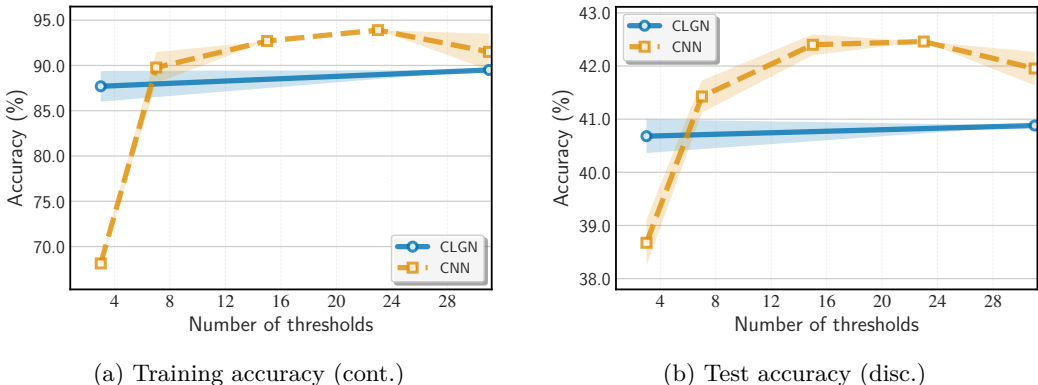 95.0
90.0
85.0
80.0
75.0
70.0
Accuracy (%)
CLGN
CNN
4 8 12 16 20 24 28
Number of thresholds
(a) Training accuracy (cont.)
43.0
42.0
41.0
40.0
39.0
38.0
Accuracy (%)
CLGN
CNN
4 8 12 16 20 24 28
Number of thresholds
(b) Test accuracy (disc.)